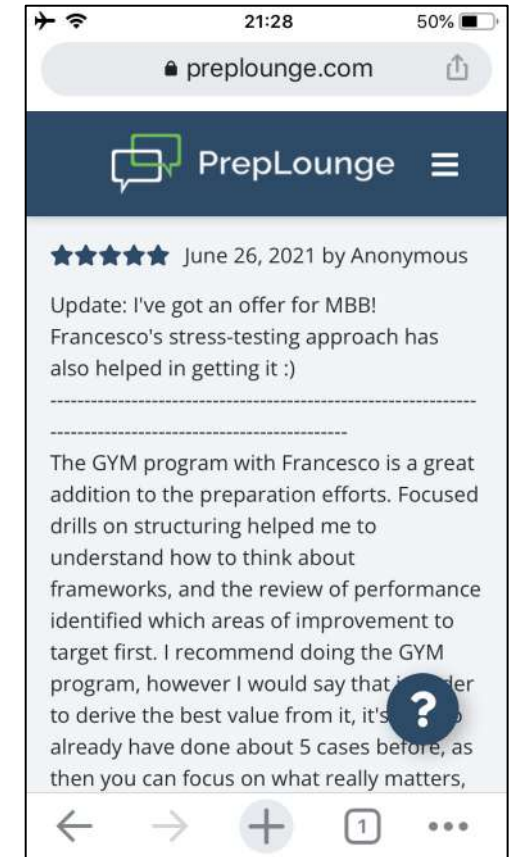 21:28
50%
preplounge.com
PrepLounge
June 26, 2021 by Anonymous
Update: I've got an offer for MBB!
Francesco's stress-testing approach has
also helped in getting it :)
---------------------------------------------------------------
--------------------------------------------
The GYM program with Francesco is a great
addition to the preparation efforts. Focused
drills on structuring helped me to
understand how to think about
frameworks, and the review of performance
identified which areas of improvement to
target first. I recommend doing the GYM
program, however I would say that
?
to derive the best value from it, it's
already have done about 5 cases before, as
then you can focus on what really matters,
1